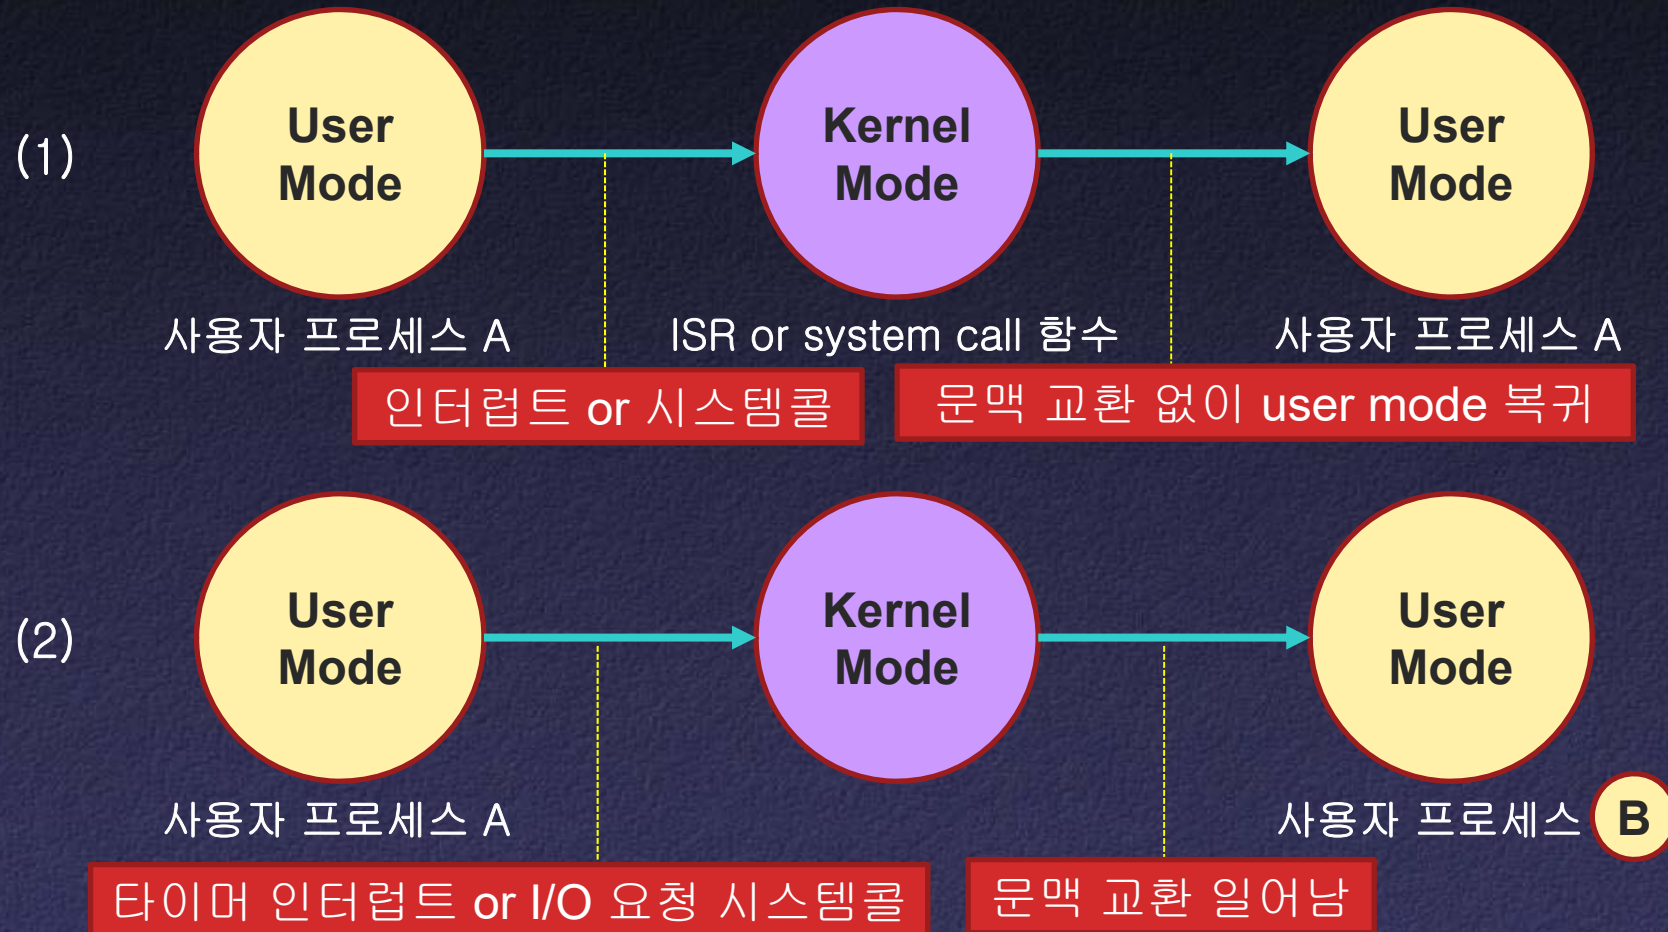 (1)
User
Mode
Kernel
Mode
User
Mode
사용자 프로세스 A
ISR or system call 함수
사용자 프로세스 A
인터럽트 or 시스템콜
문맥 교환 없이 user mode 복귀
(2)
User
Mode
Kernel
Mode
User
Mode
사용자 프로세스 A
사용자 프로세스 B
타이머 인터럽트 or I/O 요청 시스템콜
문맥 교환 일어남